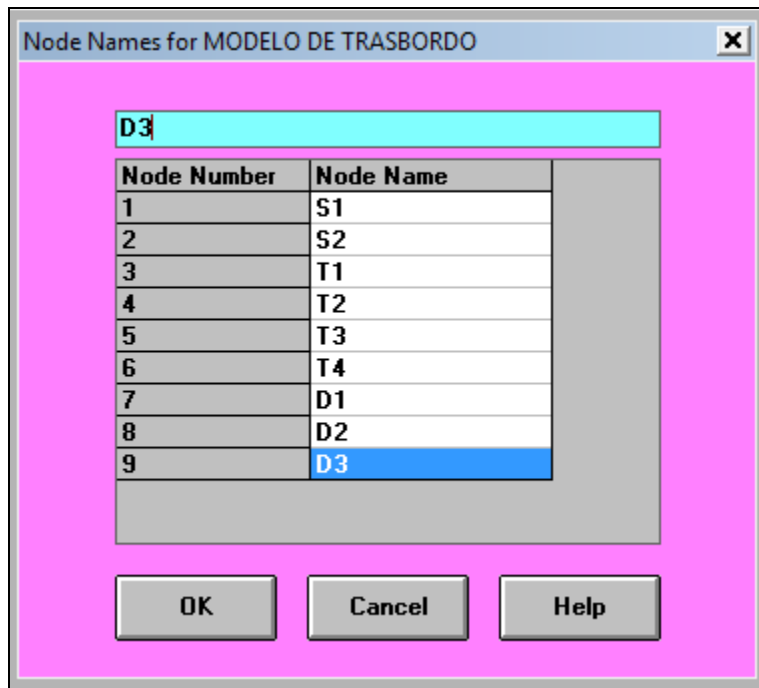 Node Names for MODELO DE TRASBORDO
D3
Node Number Node Name
1 S1
2 S2
3 T1
4 T2
5 T3
6 T4
7 D1
8 D2
9 D3
OK Cancel Help